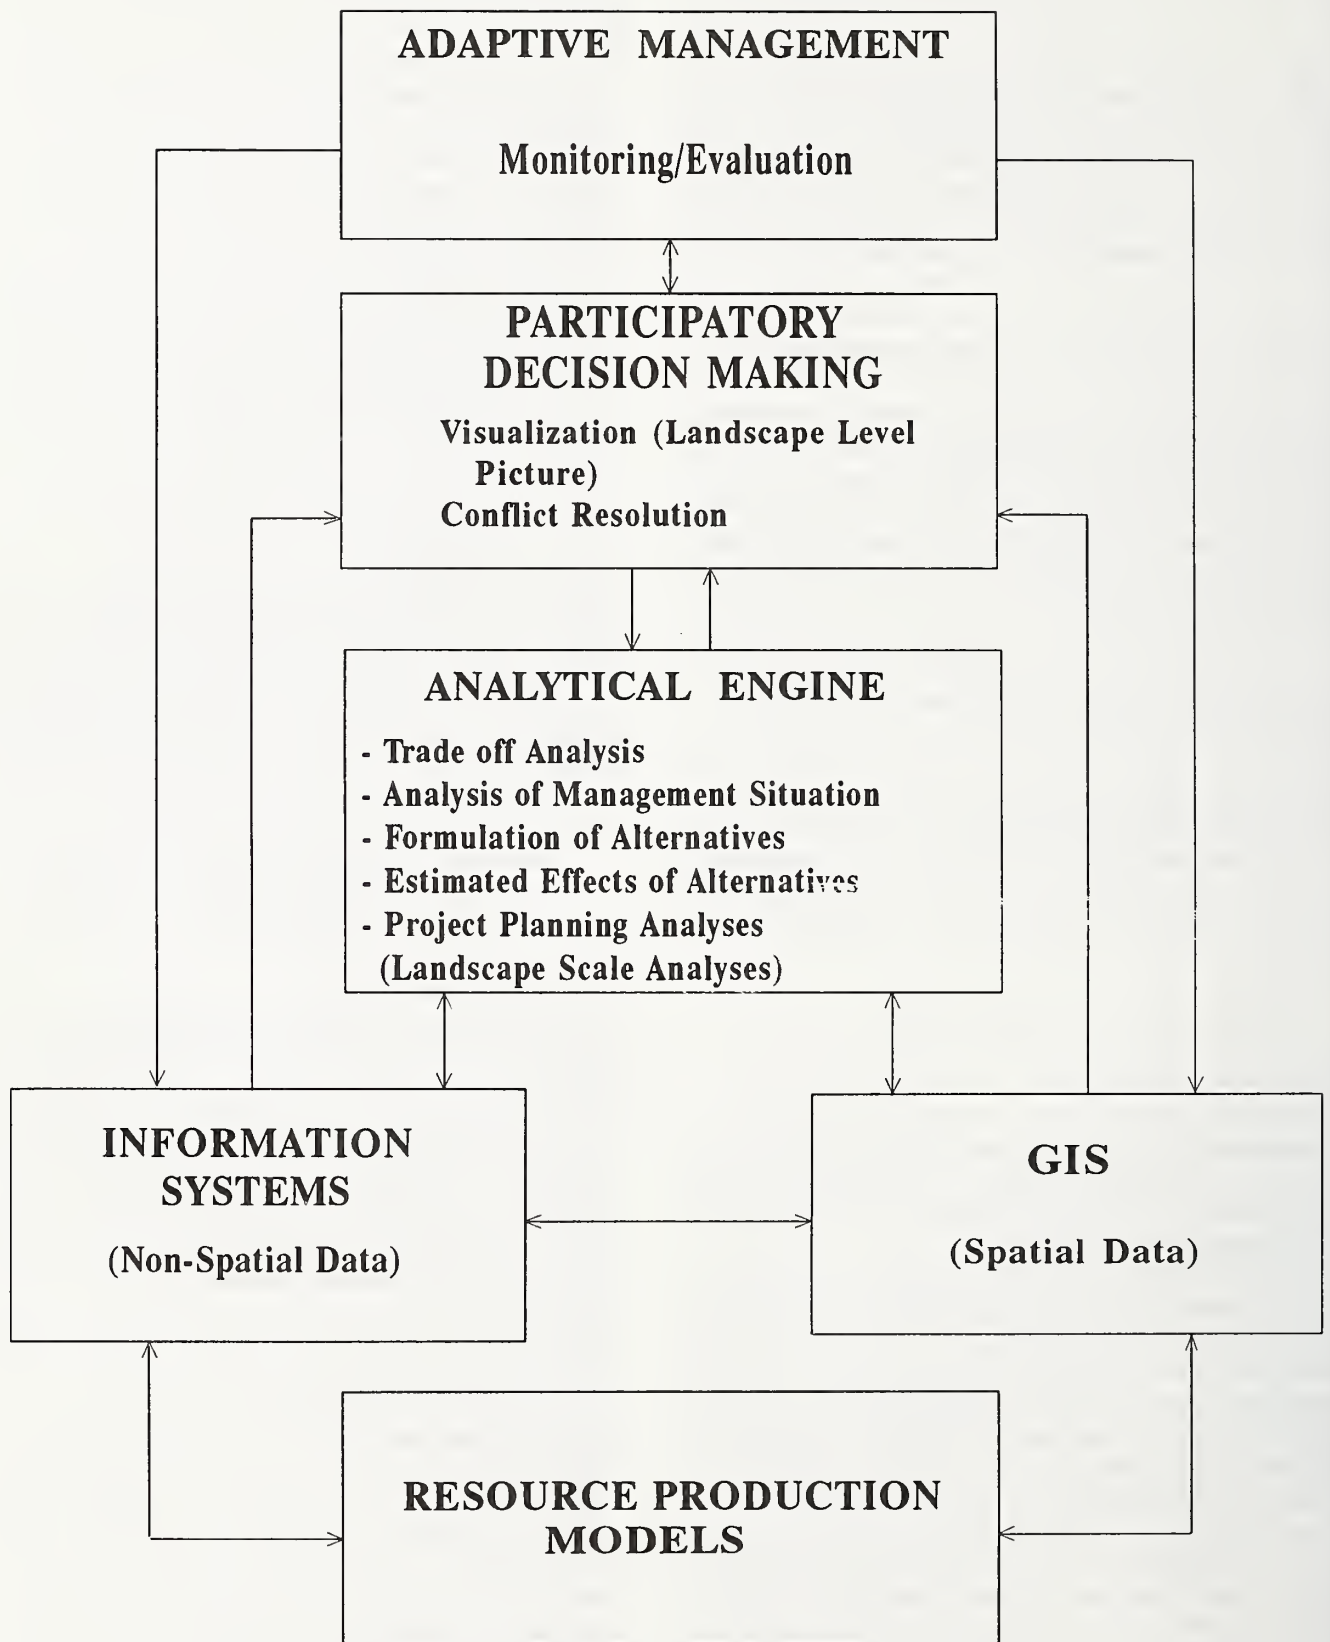 ADAPTIVE MANAGEMENT
Monitoring/Evaluation
PARTICIPATORY
DECISION MAKING
Visualization (Landscape Level
Picture)
Conflict Resolution
ANALYTICAL ENGINE
- Trade off Analysis
- Analysis of Management Situation
- Formulation of Alternatives
- Estimated Effects of Alternatives
- Project Planning Analyses
(Landscape Scale Analyses)
INFORMATION
SYSTEMS
(Non-Spatial Data)
GIS
(Spatial Data)
RESOURCE PRODUCTION
MODELS